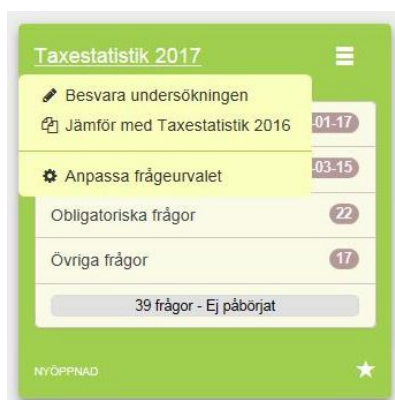 Taxestatistik 2017
Besvara undersökningen
Jämför med Taxestatistik 2016
-01-17
-03-15
Anpassa frågeurvalet
Obligatoriska frågor 22
Övriga frågor 17
39 frågor - Ej påbörjat
NYÖPPNAD